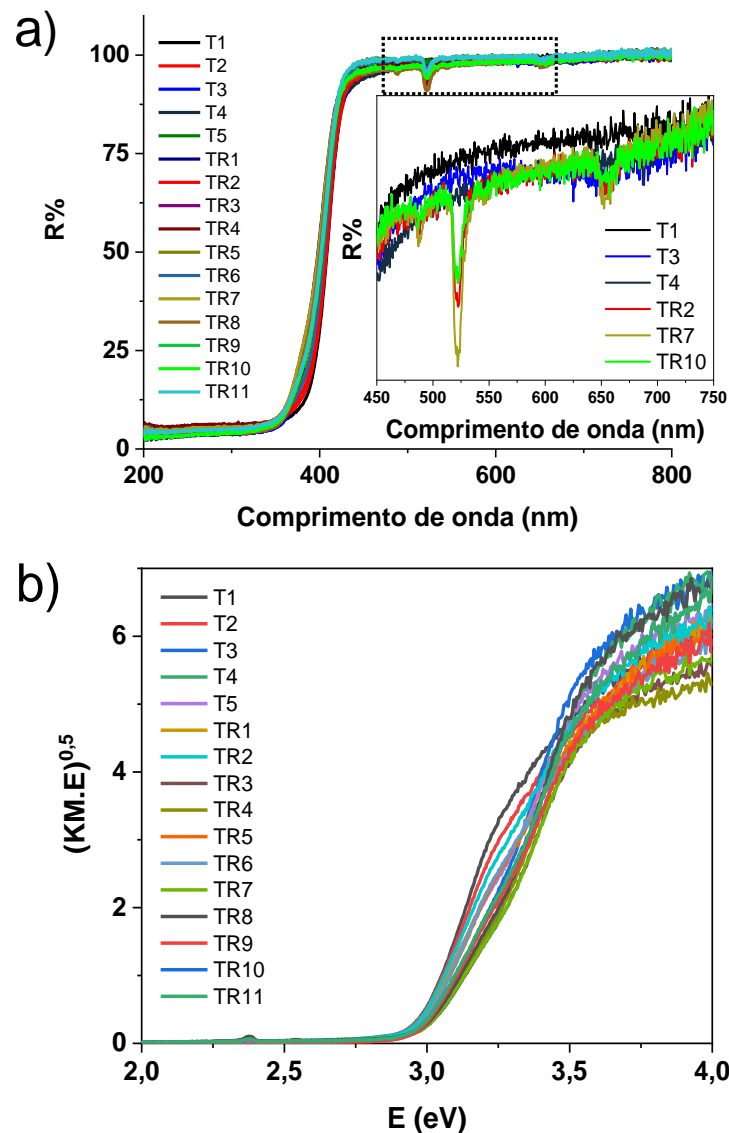 a)
T1
T2
T3
T4
T5
TR1
TR2
TR3
TR4
TR5
TR6
TR7
TR8
TR9
TR10
TR11
R%
100
75
50
25
0
200
400
600
800
Comprimento de onda (nm)
R%
T1
T3
T4
TR2
TR7
TR10
450
500
550
600
650
700
750
Comprimento de onda (nm)
b)
T1
T2
T3
T4
T5
TR1
TR2
TR3
TR4
TR5
TR6
TR7
TR8
TR9
TR10
TR11
(KM.E)^0,5
6
4
2
0
2,0
2,5
3,0
3,5
4,0
E (eV)